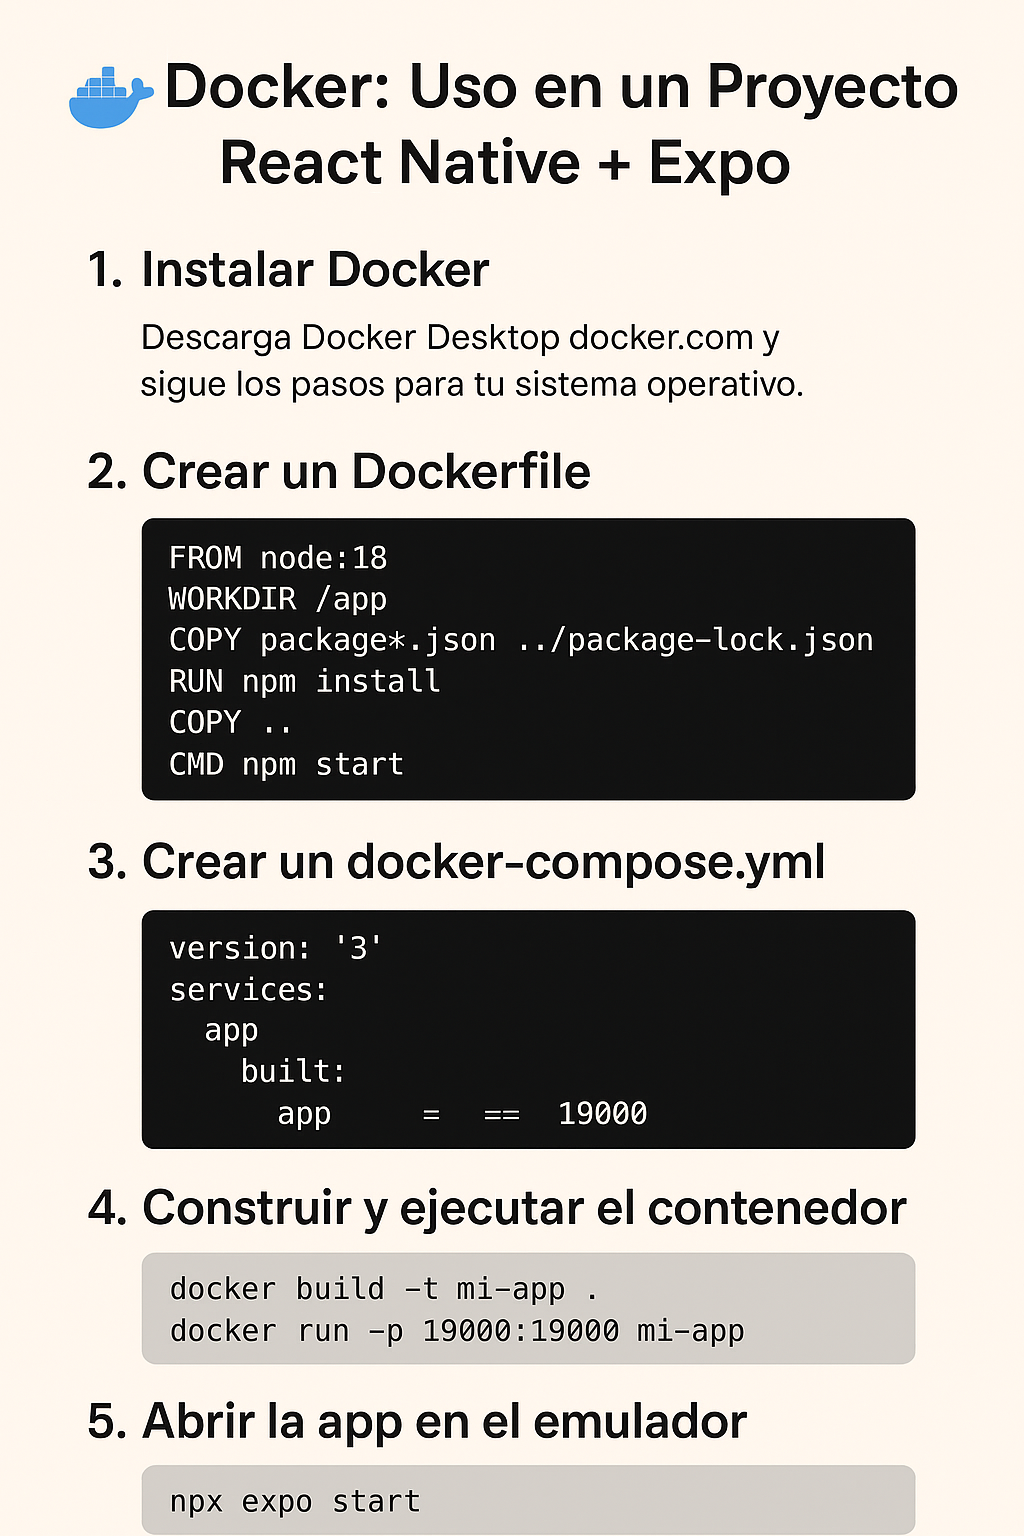 Docker: Uso en un Proyecto
React Native + Expo
1. Instalar Docker
Descarga Docker Desktop docker.com y
sigue los pasos para tu sistema operativo.
2. Crear un Dockerfile
FROM node:18
WORKDIR /app
COPY package*.json ../package-lock.json
RUN npm install
COPY ..
CMD npm start
3. Crear un docker-compose.yml
version: '3'
services:
  app
    built:
      app     =  ==  19000
4. Construir y ejecutar el contenedor
docker build -t mi-app .
docker run -p 19000:19000 mi-app
5. Abrir la app en el emulador
npx expo start